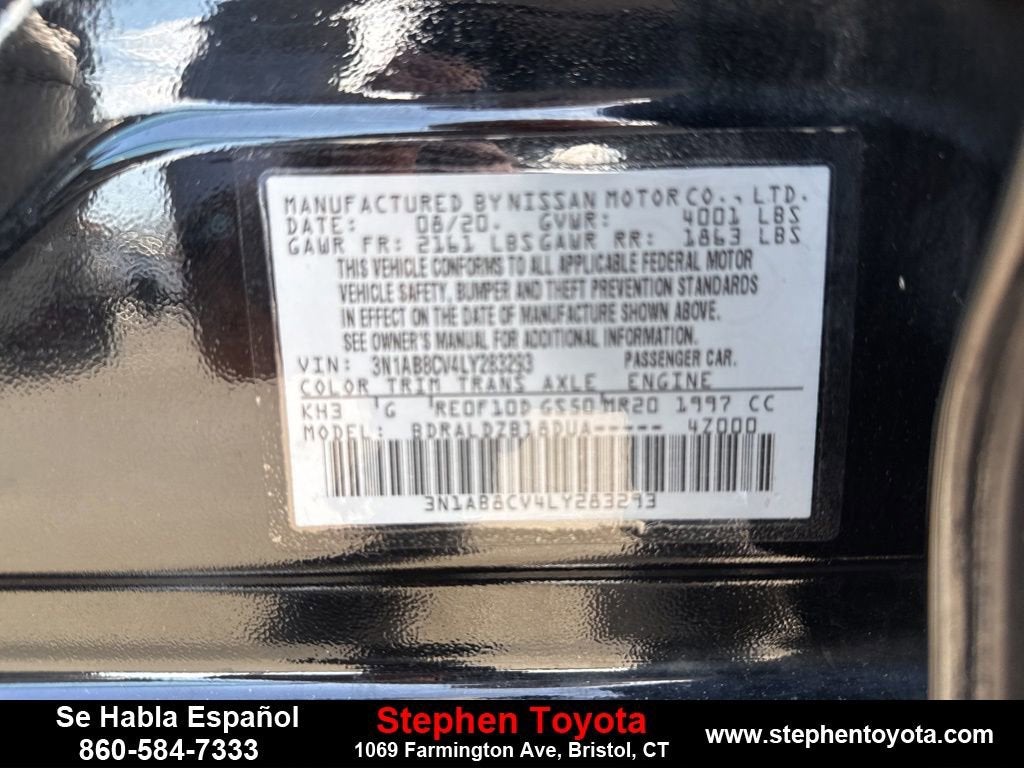 MANUFACTURED BY NISSAN MOTOR CO., LTD.
DATE: 08/20. GVWR: 4001 LBS
GAWR FR: 2161 LBS GAWR RR: 1863 LBS
THIS VEHICLE CONFORMS TO ALL APPLICABLE FEDERAL MOTOR
VEHICLE SAFETY, BUMPER AND THEFT PREVENTION STANDARDS
IN EFFECT ON THE DATE OF MANUFACTURE SHOWN ABOVE.
SEE OWNER'S MANUAL FOR ADDITIONAL INFORMATION.
VIN: 3N1AB8CV4LY283293 PASSENGER CAR.
COLOR TRIM TRANS AXLE ENGINE
KH3 G RE0F10D GS50 MR20 1997 CC
MODEL: BDRALDZB18DUA----- 4Z000
3N1AB8CV4LY283293
Se Habla Español
860-584-7333
Stephen Toyota
1069 Farmington Ave, Bristol, CT
www.stephentoyota.com